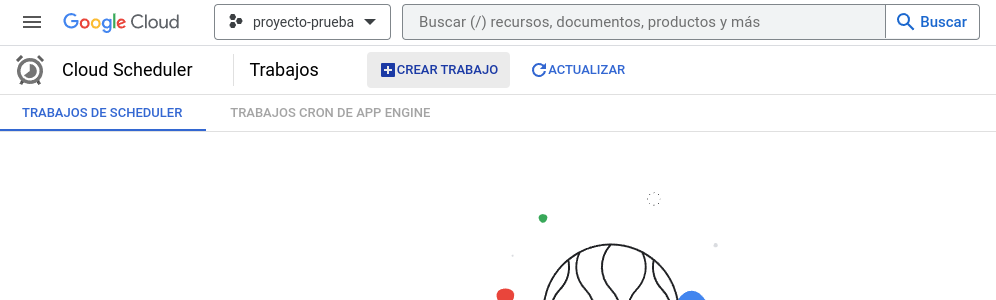 Google Cloud proyecto-prueba Buscar (/) recursos, documentos, productos y más Buscar
Cloud Scheduler Trabajos CREAR TRABAJO ACTUALIZAR
TRABAJOS DE SCHEDULER TRABAJOS CRON DE APP ENGINE